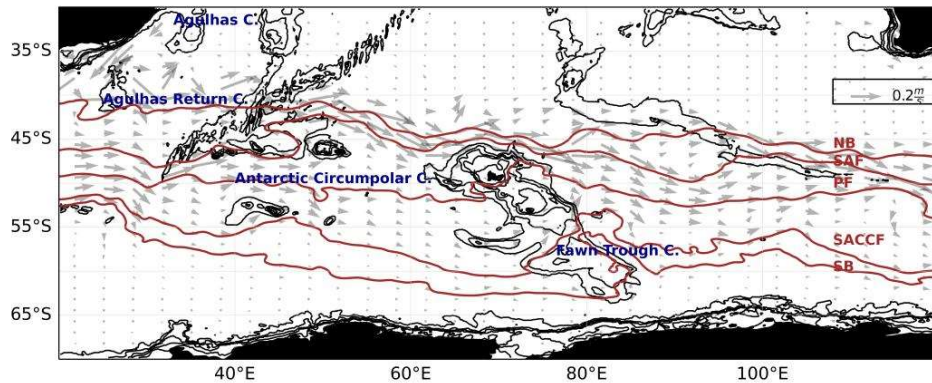 Agulhas C.
35°S
Agulhas Return C.
0.2 m/s
45°S
NB
SAF
Antarctic Circumpolar C.
PF
55°S
SACCF
Fawn Trough C.
SB
65°S
40°E 60°E 80°E 100°E